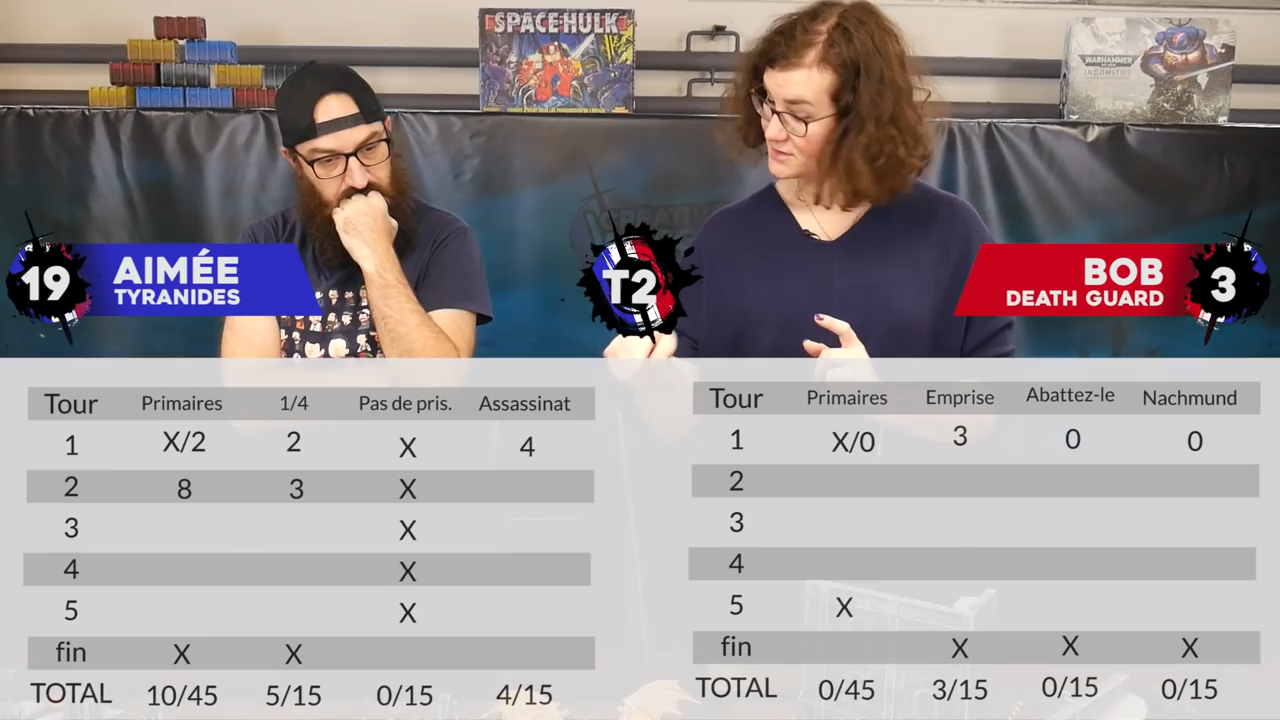 SPACE HULK
WARHAMMER
INDOMITUS
19
AIMÉE
TYRANIDES
T2
BOB
DEATH GUARD
3
Tour Primaires 1/4 Pas de pris. Assassinat
1 X/2 2 X 4
2 8 3 X
3 X
4 X
5 X
fin X X
TOTAL 10/45 5/15 0/15 4/15
Tour Primaires Emprise Abattez-le Nachmund
1 X/0 3 0 0
2
3
4
5 X
fin X X X
TOTAL 0/45 3/15 0/15 0/15